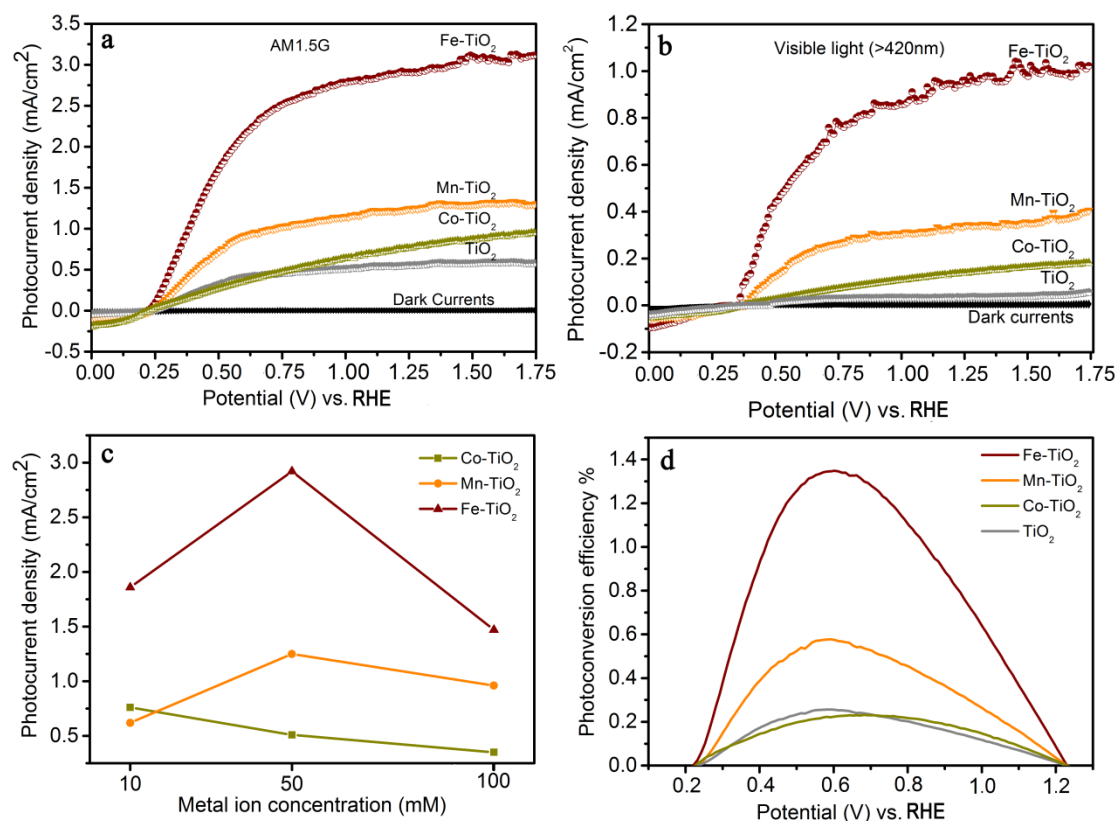 a
AM1.5G
Fe-TiO2
Mn-TiO2
Co-TiO2
TiO2
Dark Currents
Photocurrent density (mA/cm2)
3.5
3.0
2.5
2.0
1.5
1.0
0.5
0.0
-0.5
0.00 0.25 0.50 0.75 1.00 1.25 1.50 1.75
Potential (V) vs. RHE
b
Visible light (>420nm)
Fe-TiO2
Mn-TiO2
Co-TiO2
TiO2
Dark currents
Photocurrent density (mA/cm2)
1.2
1.0
0.8
0.6
0.4
0.2
0.0
-0.2
0.00 0.25 0.50 0.75 1.00 1.25 1.50 1.75
Potential (V) vs. RHE
c
Co-TiO2
Mn-TiO2
Fe-TiO2
Photocurrent density (mA/cm2)
3.0
2.5
2.0
1.5
1.0
0.5
10 50 100
Metal ion concentration (mM)
d
Fe-TiO2
Mn-TiO2
Co-TiO2
TiO2
Photoconversion efficiency %
1.4
1.2
1.0
0.8
0.6
0.4
0.2
0.0
0.2 0.4 0.6 0.8 1.0 1.2
Potential (V) vs. RHE